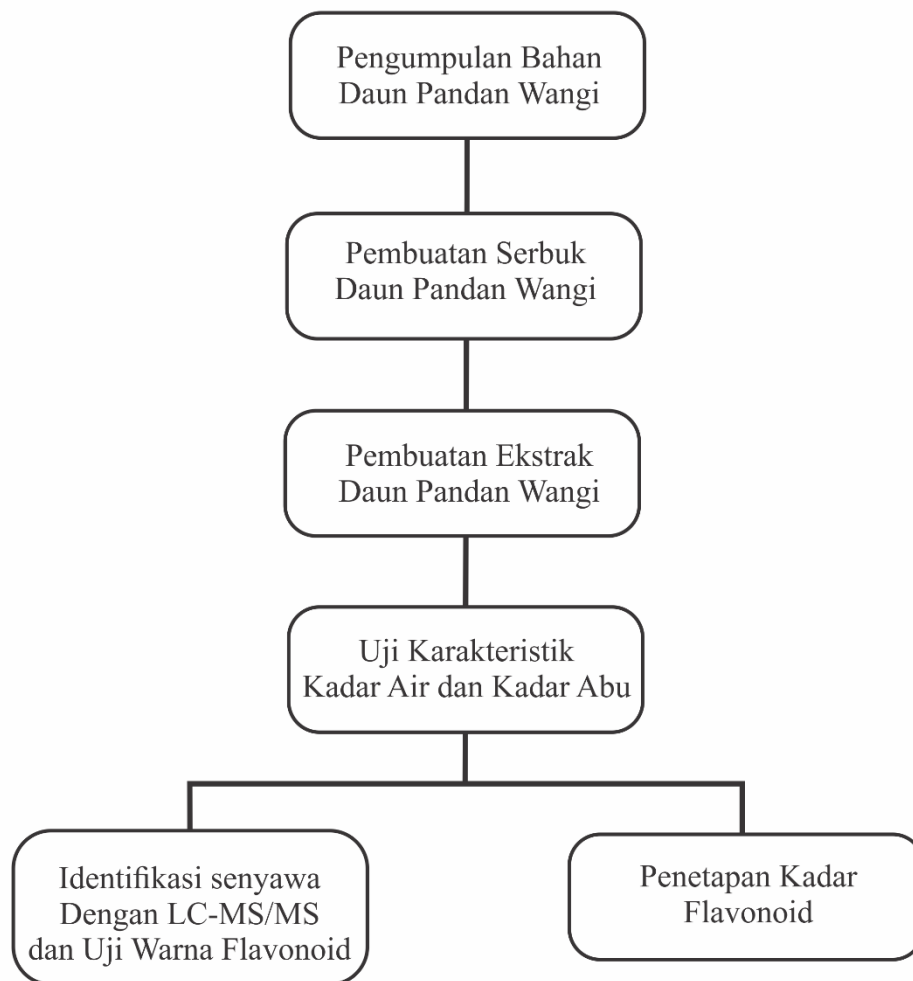 Pengumpulan Bahan
Daun Pandan Wangi
Pembuatan Serbuk
Daun Pandan Wangi
Pembuatan Ekstrak
Daun Pandan Wangi
Uji Karakteristik
Kadar Air dan Kadar Abu
Identifikasi senyawa
Dengan LC-MS/MS
dan Uji Warna Flavonoid
Penetapan Kadar
Flavonoid